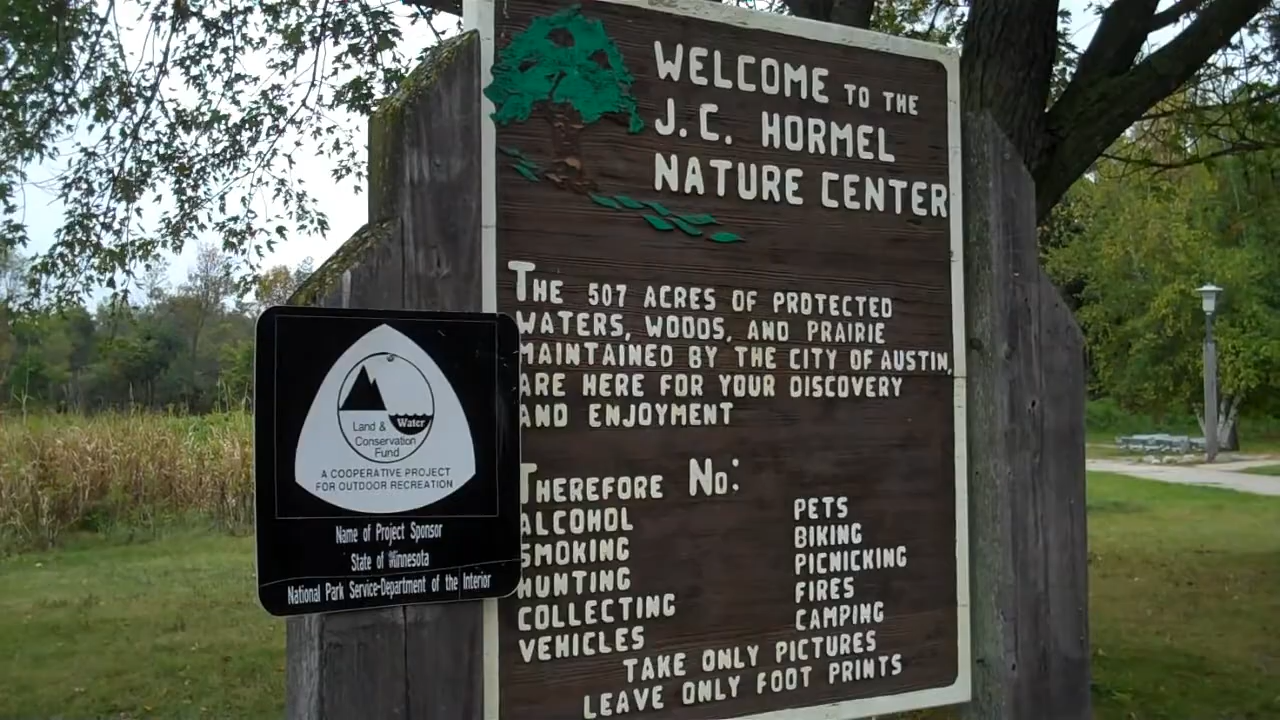 WELCOME TO THE
J.C. HORMEL
NATURE CENTER
THE 507 ACRES OF PROTECTED
WATERS, WOODS, AND PRAIRIE
MAINTAINED BY THE CITY OF AUSTIN,
ARE HERE FOR YOUR DISCOVERY
AND ENJOYMENT
THEREFORE NO:
ALCOHOL
SMOKING
HUNTING
COLLECTING
VEHICLES
PETS
BIKING
PICNICKING
FIRES
CAMPING
TAKE ONLY PICTURES
LEAVE ONLY FOOT PRINTS
Land &
Water
Conservation
Fund
A COOPERATIVE PROJECT
FOR OUTDOOR RECREATION
Name of Project Sponsor
State of Minnesota
National Park Service-Department of the Interior